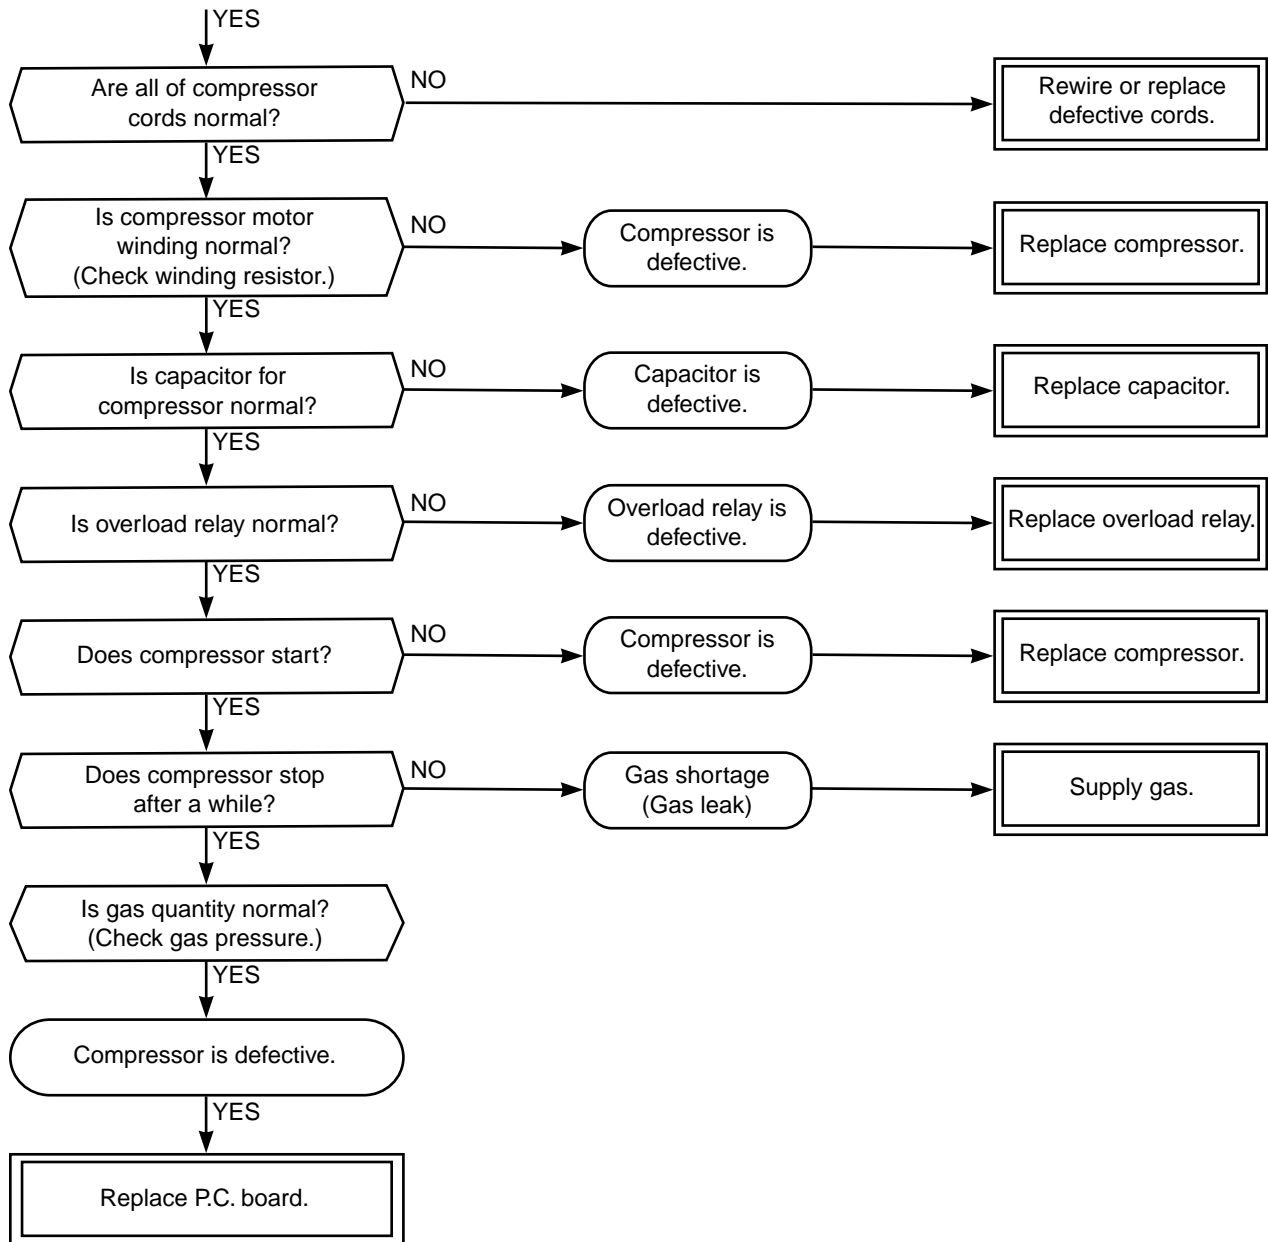 YES
Are all of compressor
cords normal?
NO
Rewire or replace
defective cords.
YES
Is compressor motor
winding normal?
(Check winding resistor.)
NO
Compressor is
defective.
Replace compressor.
YES
Is capacitor for
compressor normal?
NO
Capacitor is
defective.
Replace capacitor.
YES
Is overload relay normal?
NO
Overload relay is
defective.
Replace overload relay.
YES
Does compressor start?
NO
Compressor is
defective.
Replace compressor.
YES
Does compressor stop
after a while?
NO
Gas shortage
(Gas leak)
Supply gas.
YES
Is gas quantity normal?
(Check gas pressure.)
YES
Compressor is defective.
YES
Replace P.C. board.